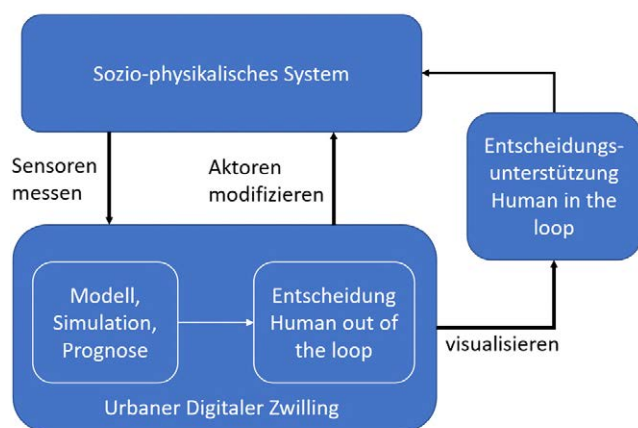 Sozio-physikalisches System
Sensoren
messen
Aktoren
modifizieren
Entscheidungs-
unterstützung
Human in the
loop
Modell,
Simulation,
Prognose
Entscheidung
Human out of
the loop
visualisieren
Urbaner Digitaler Zwilling